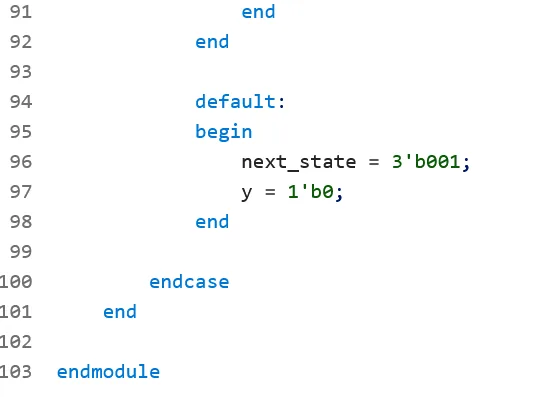 91 end
92 end
93
94 default:
95 begin
96 next_state = 3'b001;
97 y = 1'b0;
98 end
99
100 endcase
101 end
102
103 endmodule